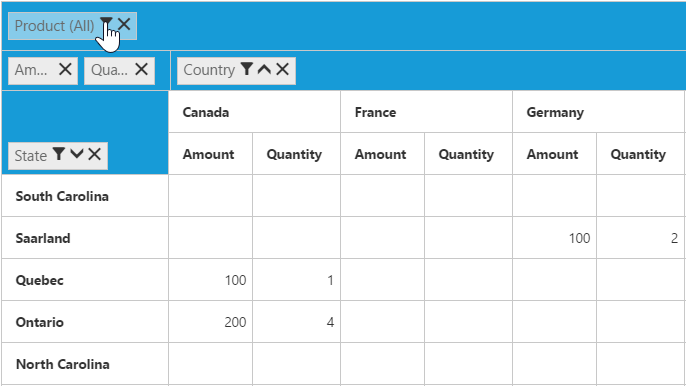 Product (All)
Am... Qua... Country
Canada France Germany
State Amount Quantity Amount Quantity Amount Quantity
South Carolina
Saarland 100 2
Quebec 100 1
Ontario 200 4
North Carolina